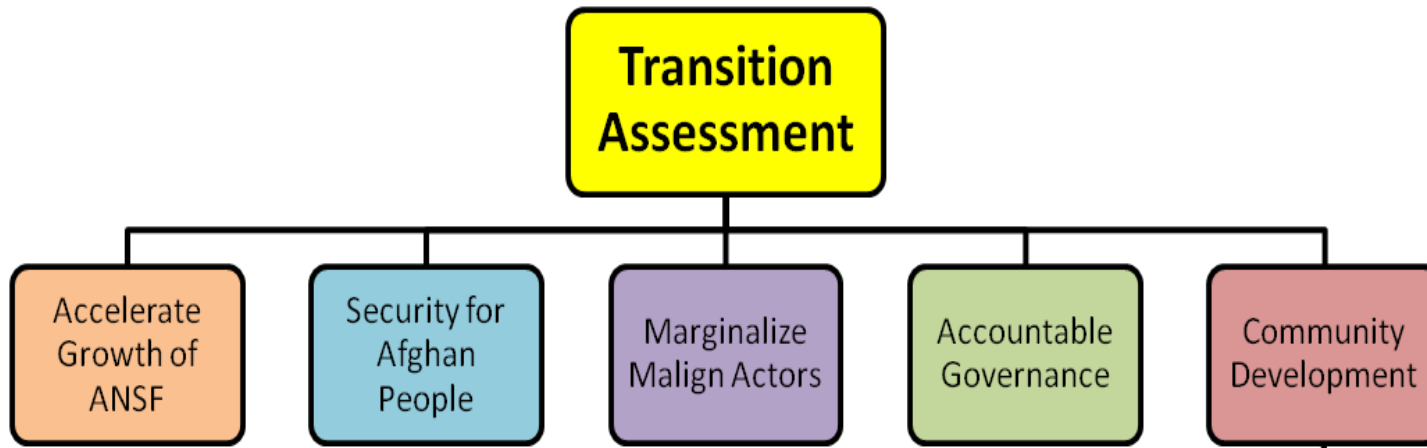 Transition
Assessment
Accelerate
Growth of
ANSF
Security for
Afghan
People
Marginalize
Malign Actors
Accountable
Governance
Community
Development